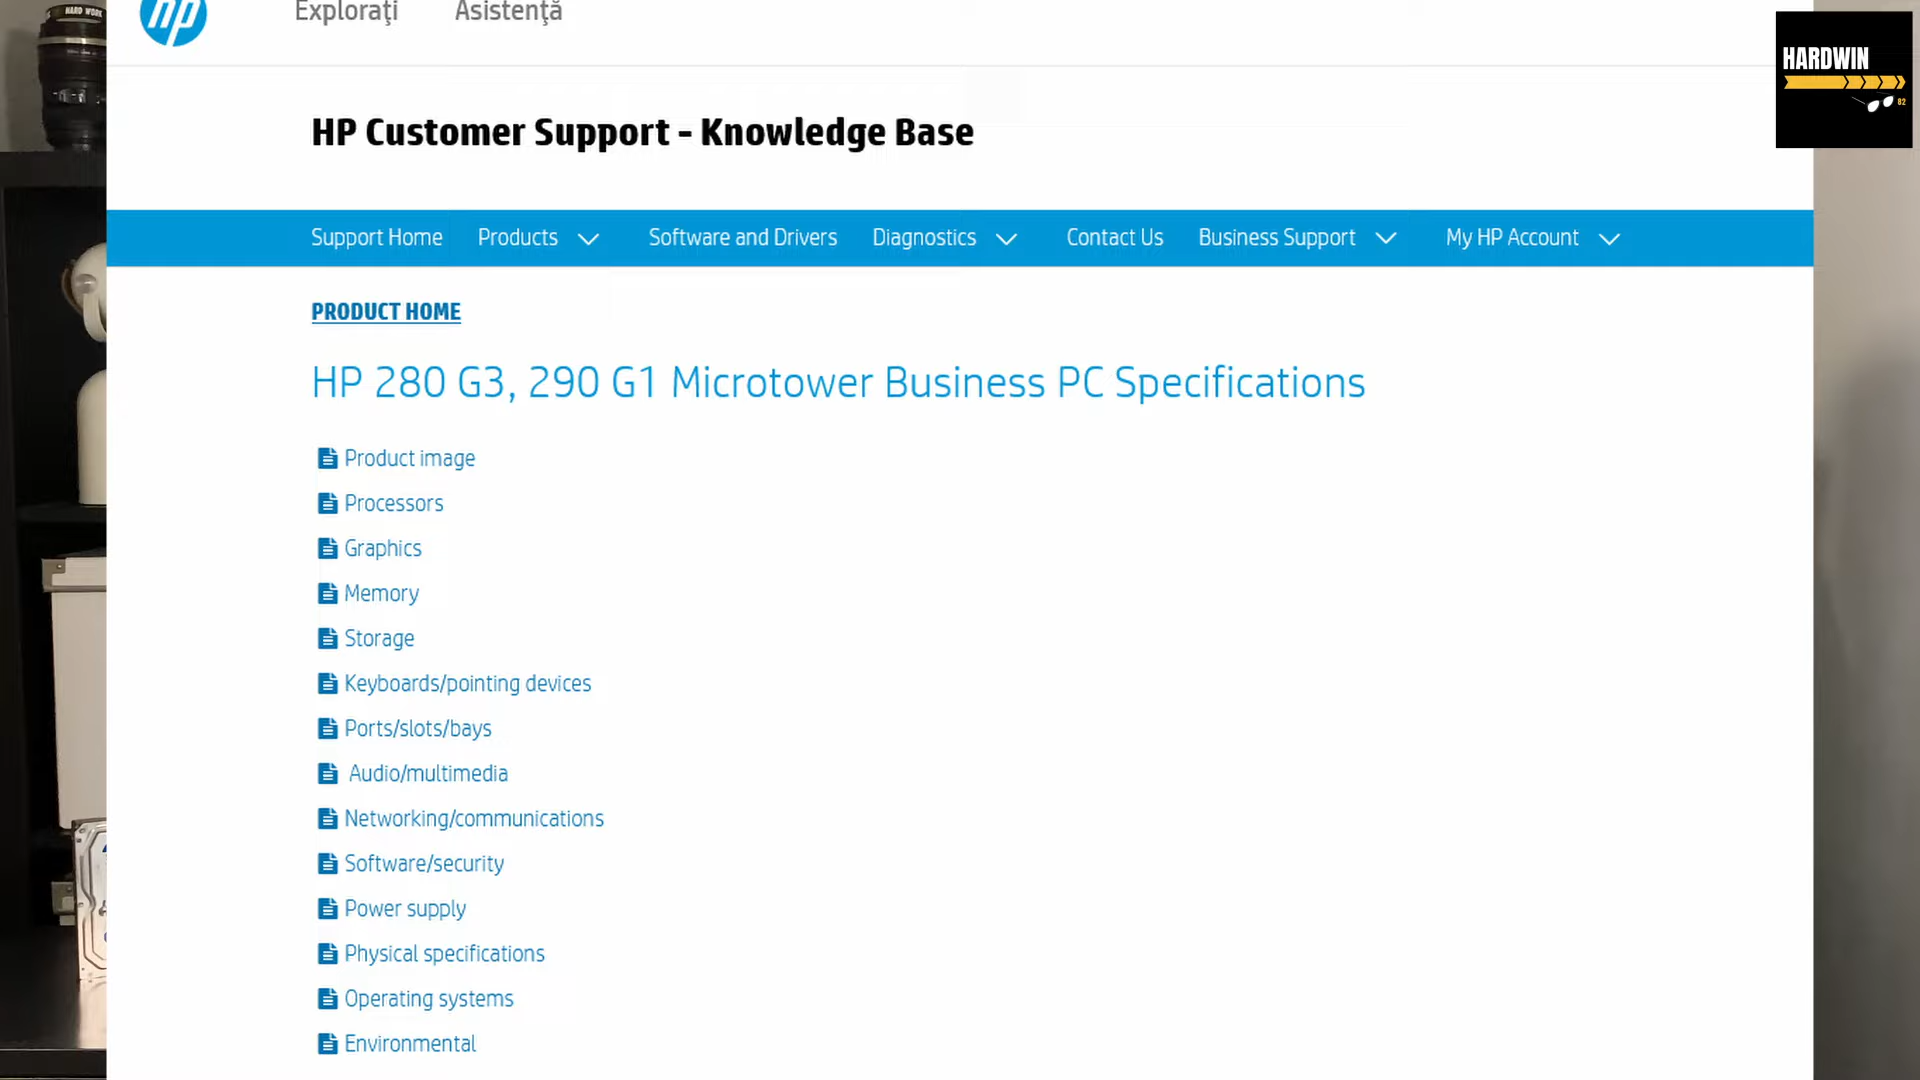 HARD WORK
hp
Explorați
Asistență
HARDWIN
82
HP Customer Support - Knowledge Base
Support Home
Products
Software and Drivers
Diagnostics
Contact Us
Business Support
My HP Account
PRODUCT HOME
HP 280 G3, 290 G1 Microtower Business PC Specifications
Product image
Processors
Graphics
Memory
Storage
Keyboards/pointing devices
Ports/slots/bays
Audio/multimedia
Networking/communications
Software/security
Power supply
Physical specifications
Operating systems
Environmental